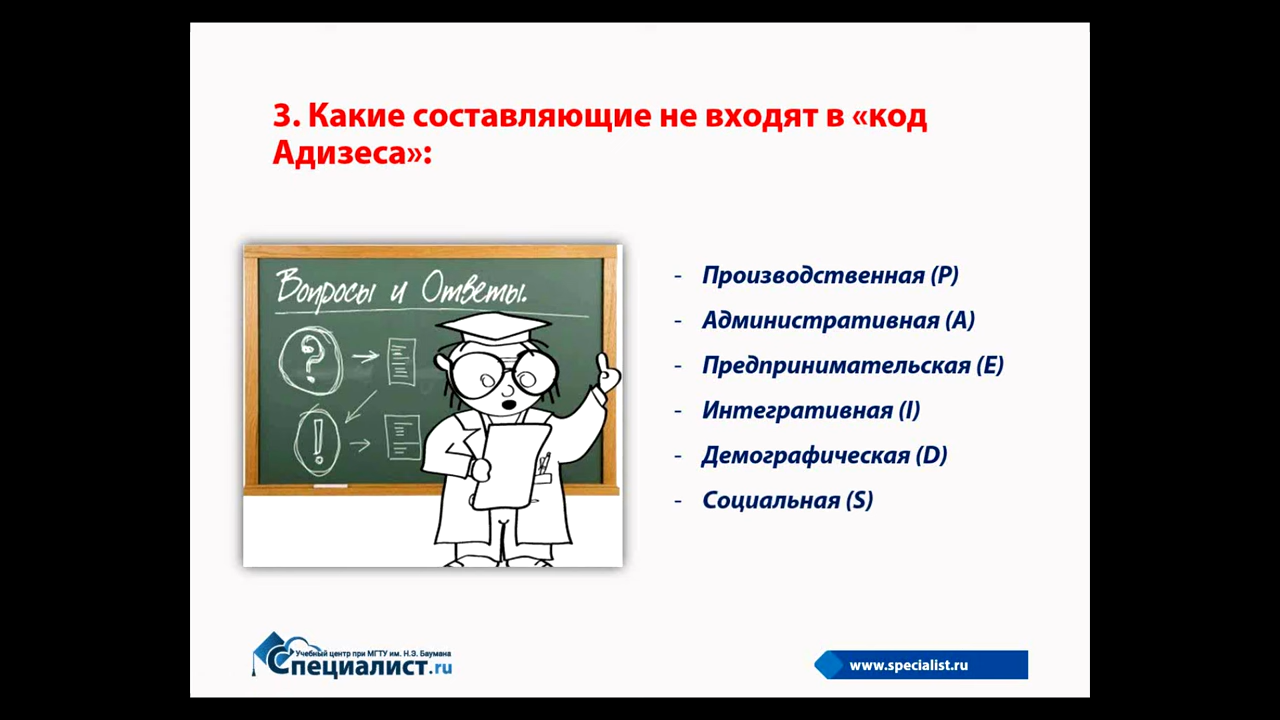 3. Какие составляющие не входят в «код
Адизеса»:
Вопросы и Ответы.
?
!
- Производственная (P)
- Административная (A)
- Предпринимательская (E)
- Интегративная (I)
- Демографическая (D)
- Социальная (S)
Учебный центр при МГТУ им. Н.Э. Баумана
Специалист.ru
www.specialist.ru